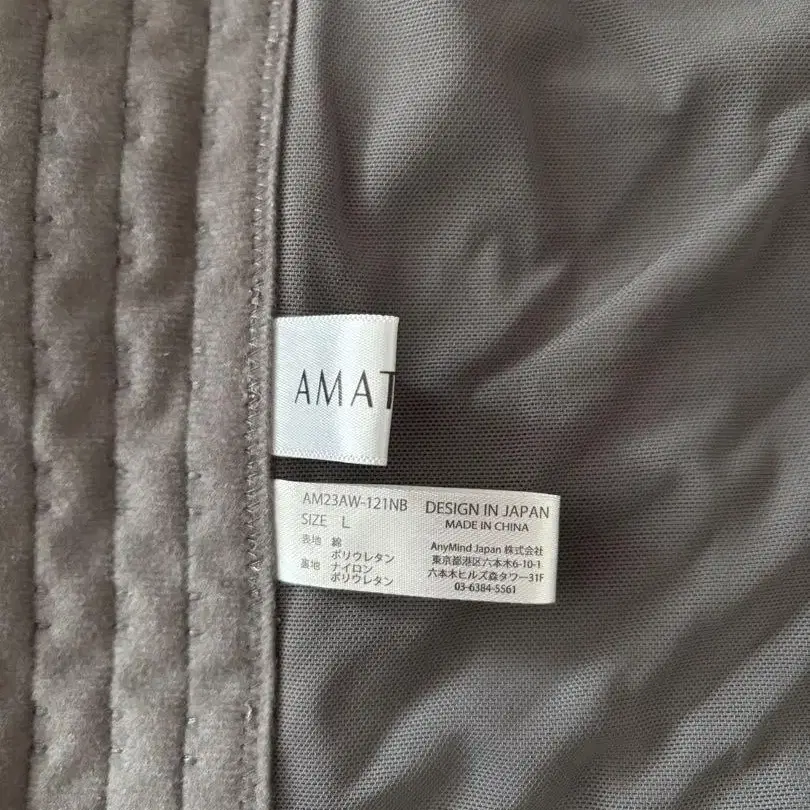 AMAT
AM23AW-121NB
SIZE L
表地 綿
ポリウレタン
裏地 ナイロン
ポリウレタン
DESIGN IN JAPAN
MADE IN CHINA
AnyMind Japan 株式会社
東京都港区六本木6-10-1
六本木ヒルズ森タワー31F
03-6384-5561